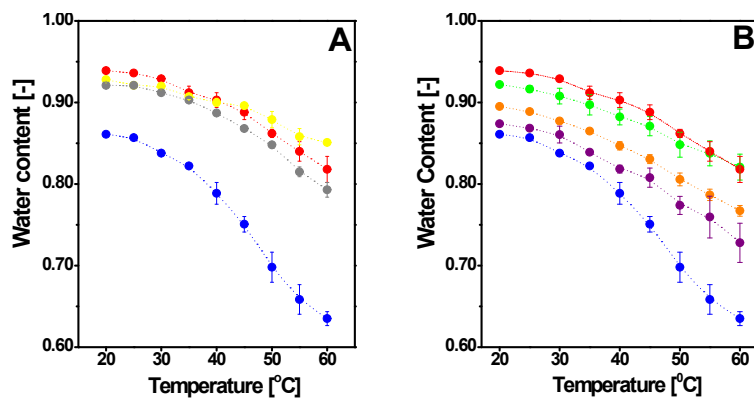 A
1.00
0.90
0.80
0.70
0.60
Water content [-]
20 30 40 50 60
Temperature [°C]
B
1.00
0.90
0.80
0.70
0.60
Water Content [-]
20 30 40 50 60
Temperature [⁰C]